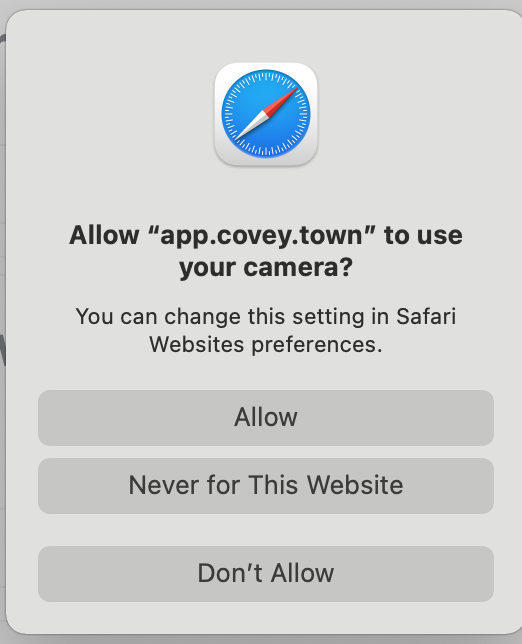 Allow “app.covey.town” to use
your camera?
You can change this setting in Safari
Websites preferences.
Allow
Never for This Website
Don’t Allow